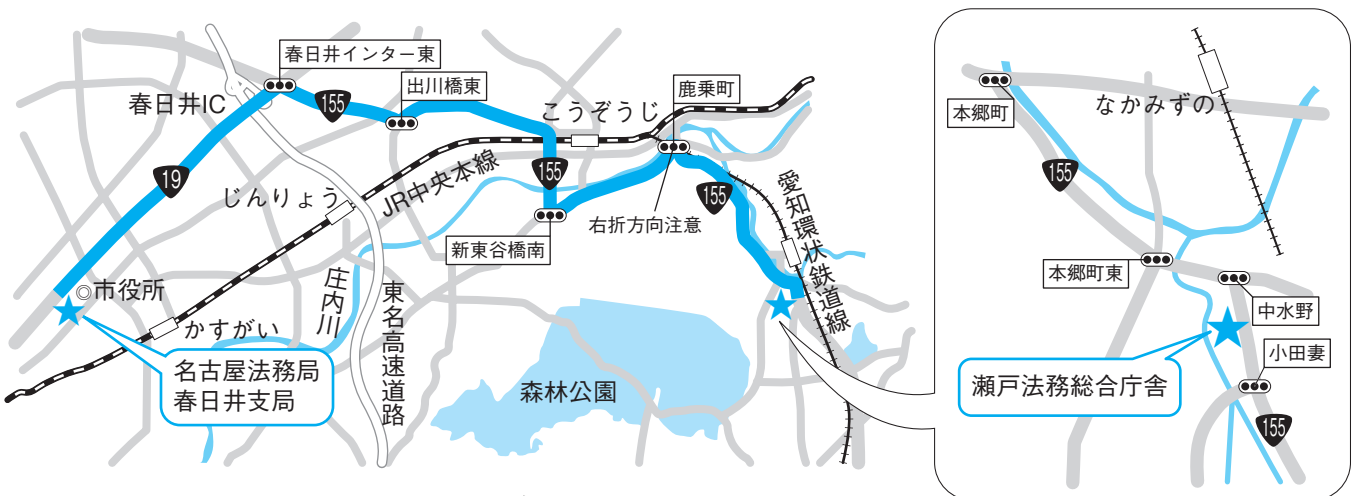 春日井インター東
出川橋東
鹿乗町
こうぞうじ
春日井IC
155
19
155
155
じんりょう
JR中央本線
新東谷橋南
右折方向注意
愛知環状鉄道線
◎市役所
庄内川
東名高速道路
かすがい
名古屋法務局
春日井支局
森林公園
本郷町
なかみずの
155
本郷町東
中水野
小田妻
瀬戸法務総合庁舎
155